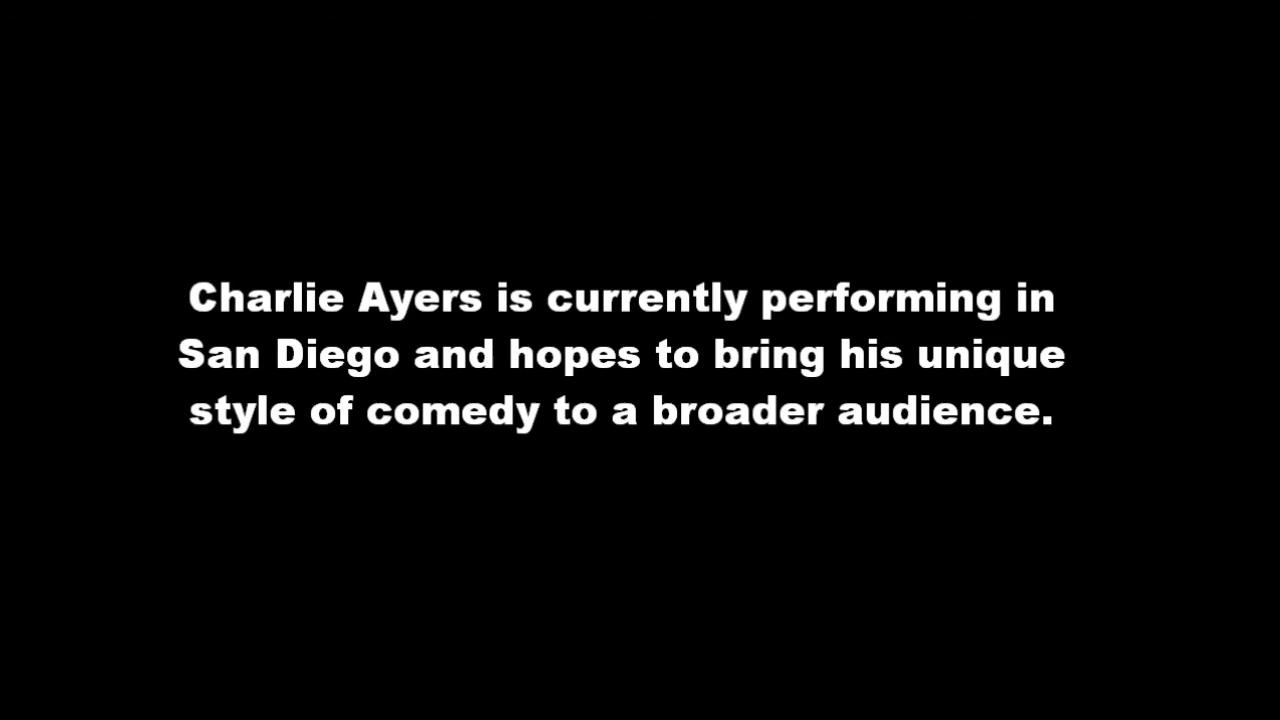 Charlie Ayers is currently performing in
San Diego and hopes to bring his unique
style of comedy to a broader audience.